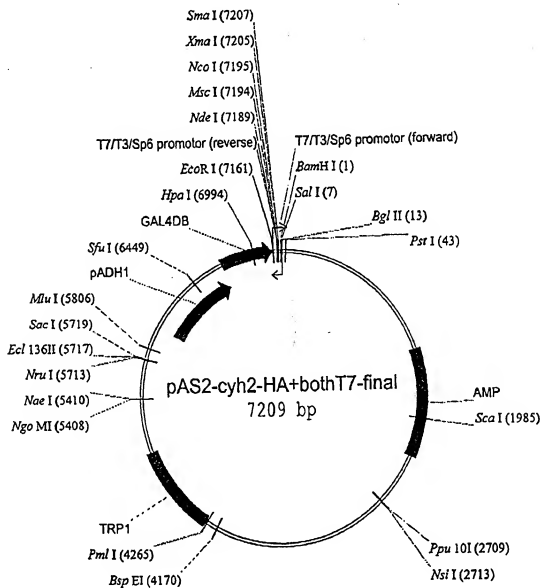 Sma I (7207)
Xma I (7205)
Nco I (7195)
Msc I (7194)
Nde I (7189)
T7/T3/Sp6 promotor (reverse)
EcoR I (7161)
Hpa I (6994)
GAL4DB
Sfu I (6449)
pADH1
Mlu I (5806)
Sac I (5719)
Ecl 136II (5717)
Nru I (5713)
Nae I (5410)
Ngo MI (5408)
TRP1
Pml I (4265)
Bsp EI (4170)
T7/T3/Sp6 promotor (forward)
BamH I (1)
Sal I (7)
Bgl II (13)
Pst I (43)
AMP
Sca I (1985)
Ppu 10I (2709)
Nsi I (2713)
pAS2-cyh2-HA+bothT7-final
7209 bp